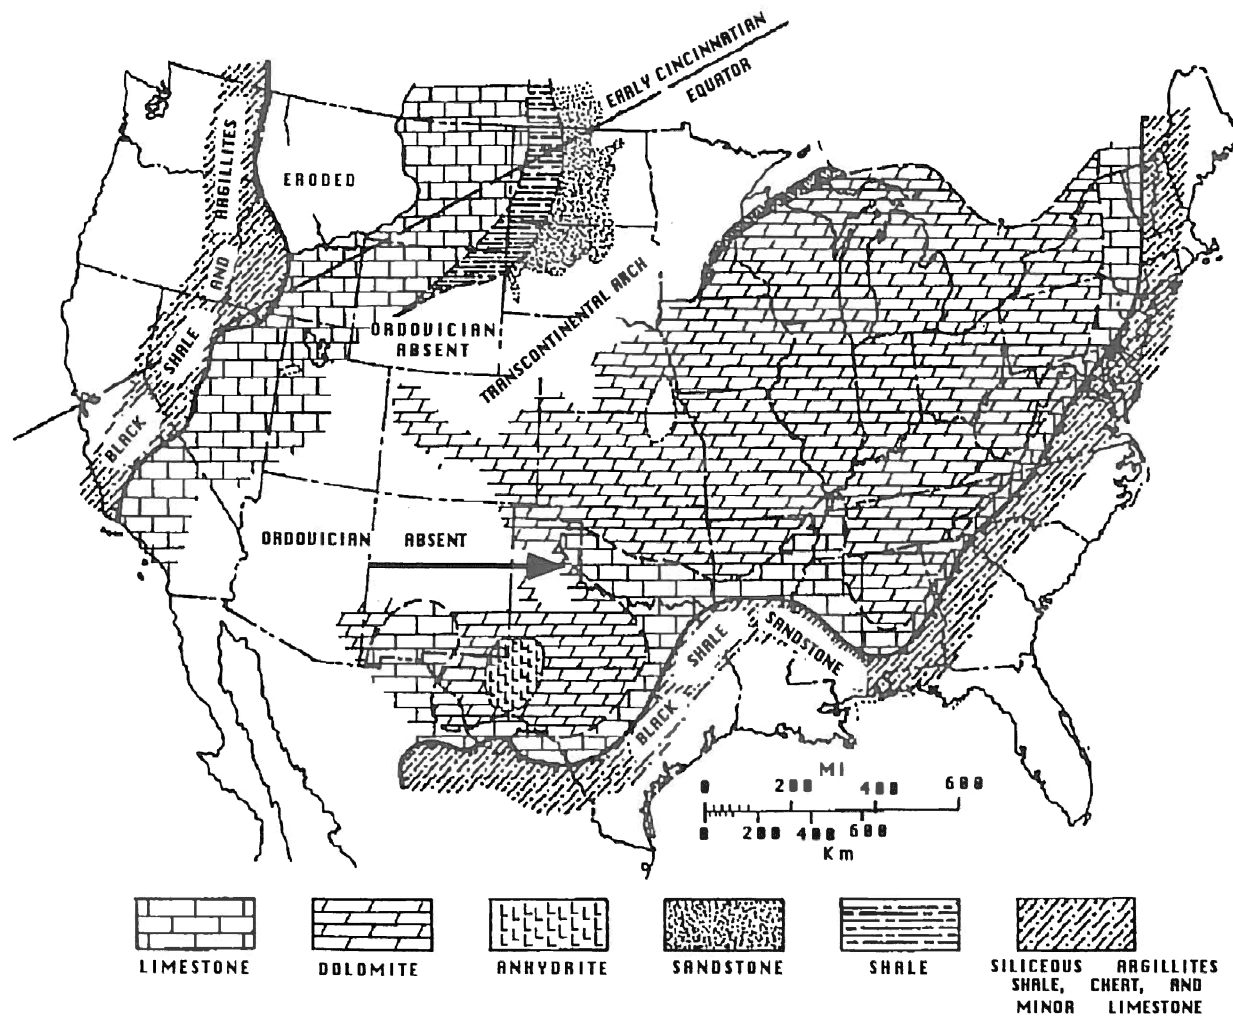 EARLY CINCINNATIAN
EQUATOR
ERODED
BLACK SHALE AND ARGILLITES
ORDOVICIAN
ABSENT
TRANSCONTINENTAL ARCH
ORDOVICIAN ABSENT
BLACK SHALE
SANDSTONE
MI
0 200 400 600
0 200 400 600
Km
LIMESTONE
DOLOMITE
ANHYDRITE
SANDSTONE
SHALE
SILICEOUS ARGILLITES
SHALE, CHERT, AND
MINOR LIMESTONE